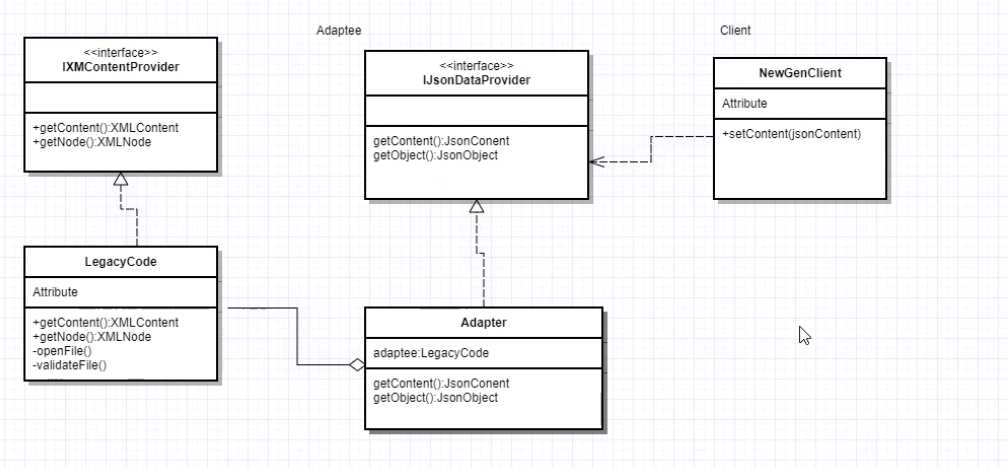 Adaptee
Client
<<interface>>
IXMContentProvider
+getContent():XMLContent
+getNode():XMLNode
<<interface>>
IJsonDataProvider
getContent():JsonConent
getObject():JsonObject
NewGenClient
Attribute
+setContent(jsonContent)
LegacyCode
Attribute
+getContent():XMLContent
+getNode():XMLNode
-openFile()
-validateFile()
Adapter
adaptee:LegacyCode
getContent():JsonConent
getObject():JsonObject